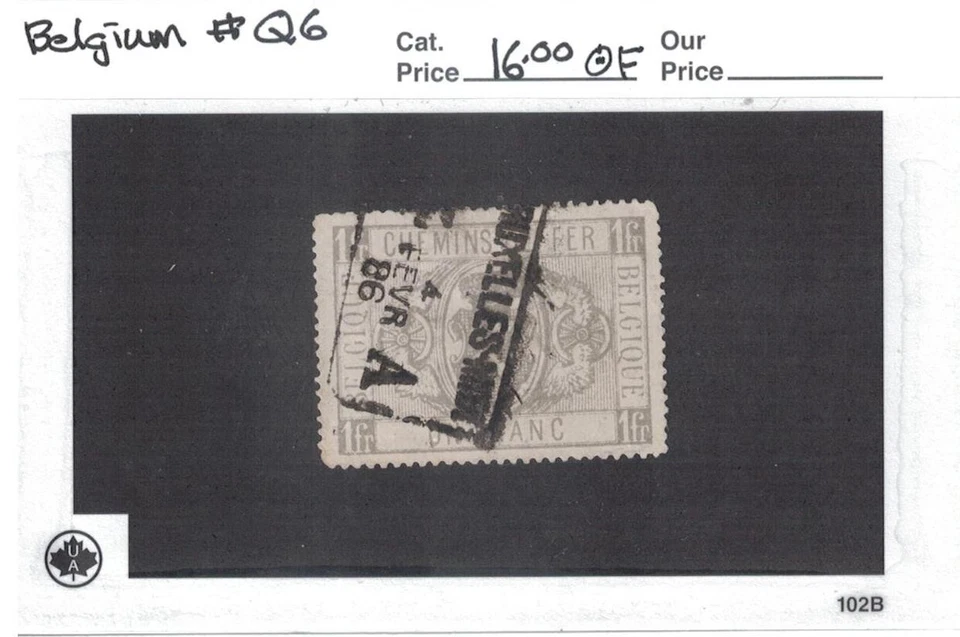 Belgium # Q6
Cat. Price 16.00 ⊙F Our Price
1fr CHEMINS FER 1fr
BELGIQUE
4
FEVR
86
A
1fr 1fr
U
A
102B